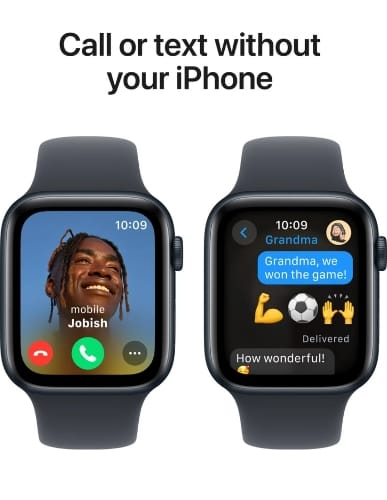 Call or text without
your iPhone
10:09
mobile
Jobish
10:09
Grandma
Grandma, we
won the game!
💪⚽🙌
Delivered
How wonderful!
🥰